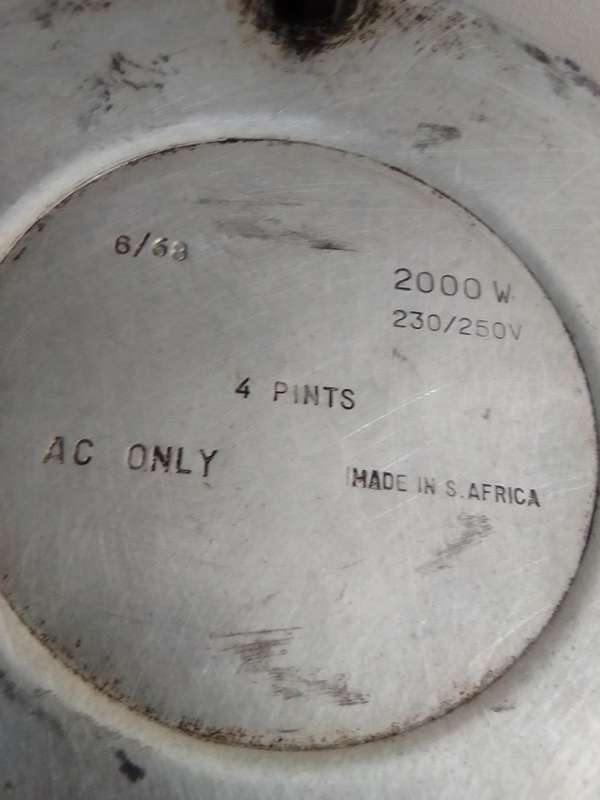 6/68
2000 W
230/250V
4 PINTS
AC ONLY
MADE IN S. AFRICA